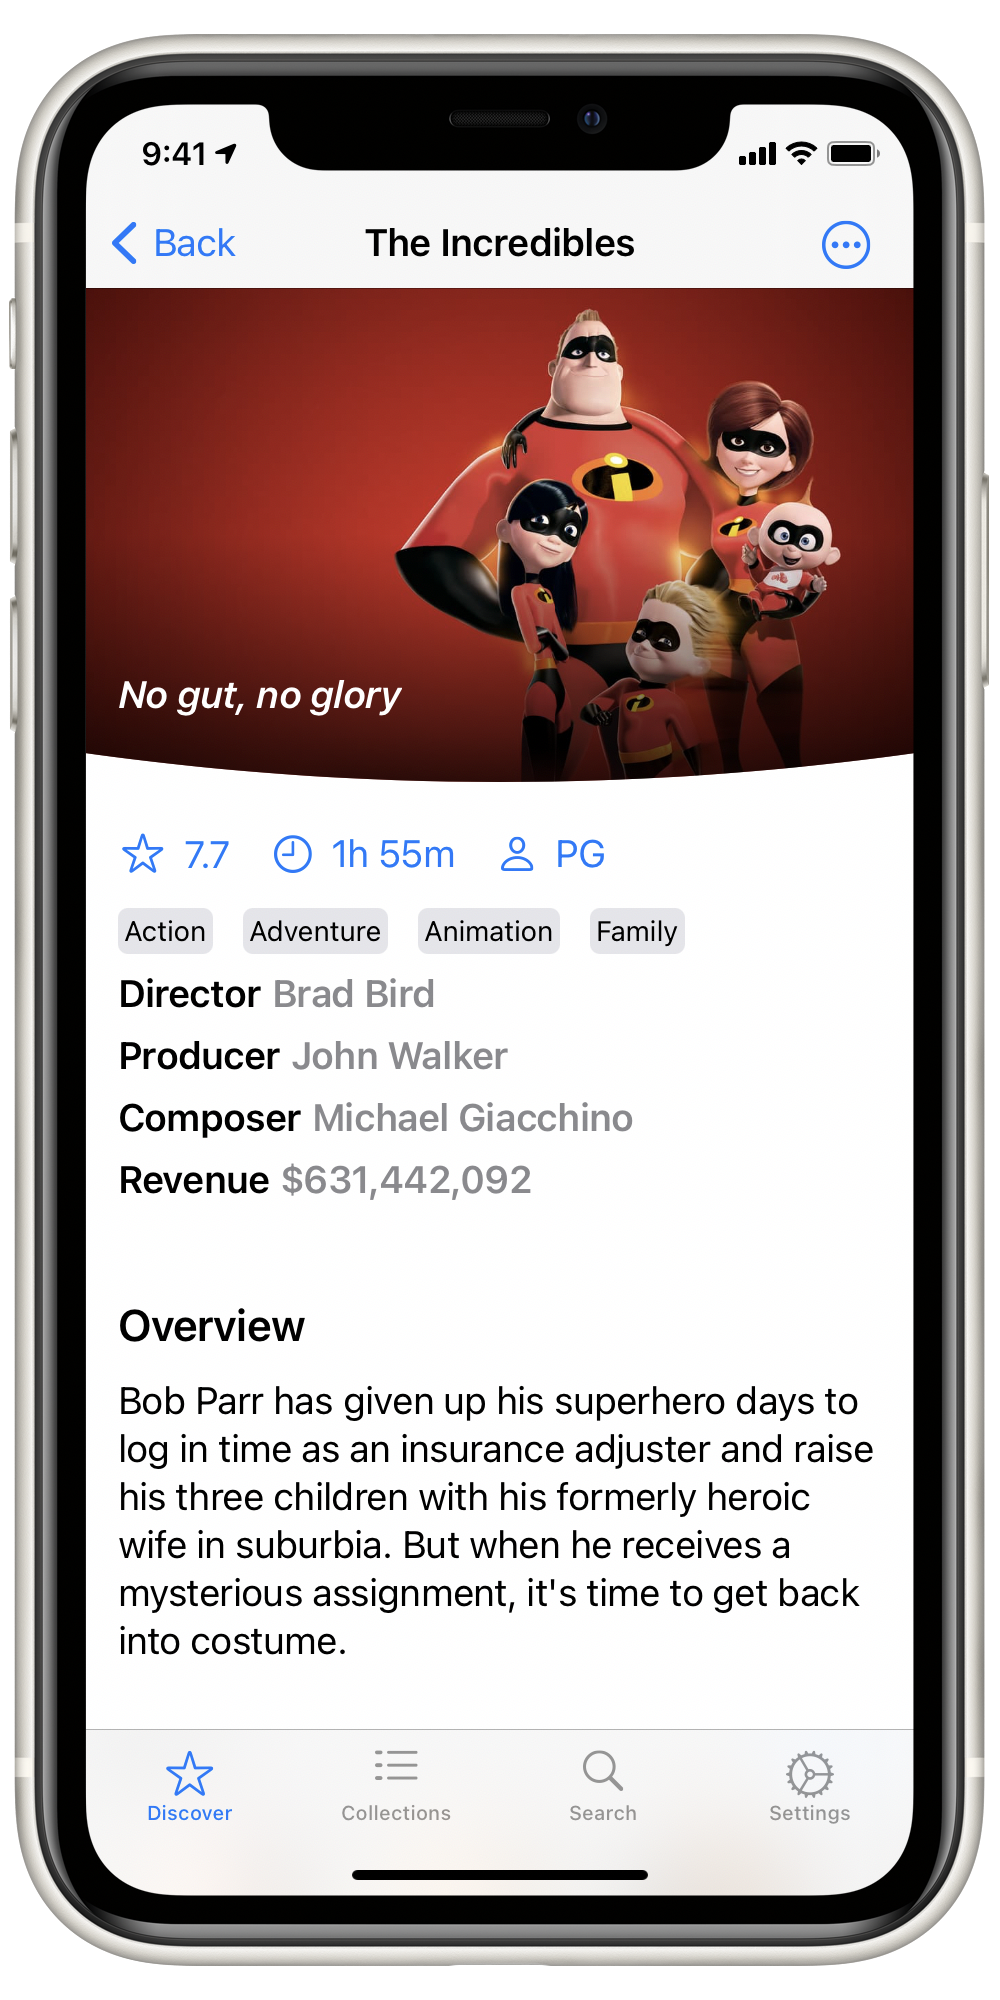 9:41
Back
The Incredibles
No gut, no glory
7.7
1h 55m
PG
Action
Adventure
Animation
Family
Director Brad Bird
Producer John Walker
Composer Michael Giacchino
Revenue $631,442,092
Overview
Bob Parr has given up his superhero days to
log in time as an insurance adjuster and raise
his three children with his formerly heroic
wife in suburbia. But when he receives a
mysterious assignment, it's time to get back
into costume.
Discover
Collections
Search
Settings